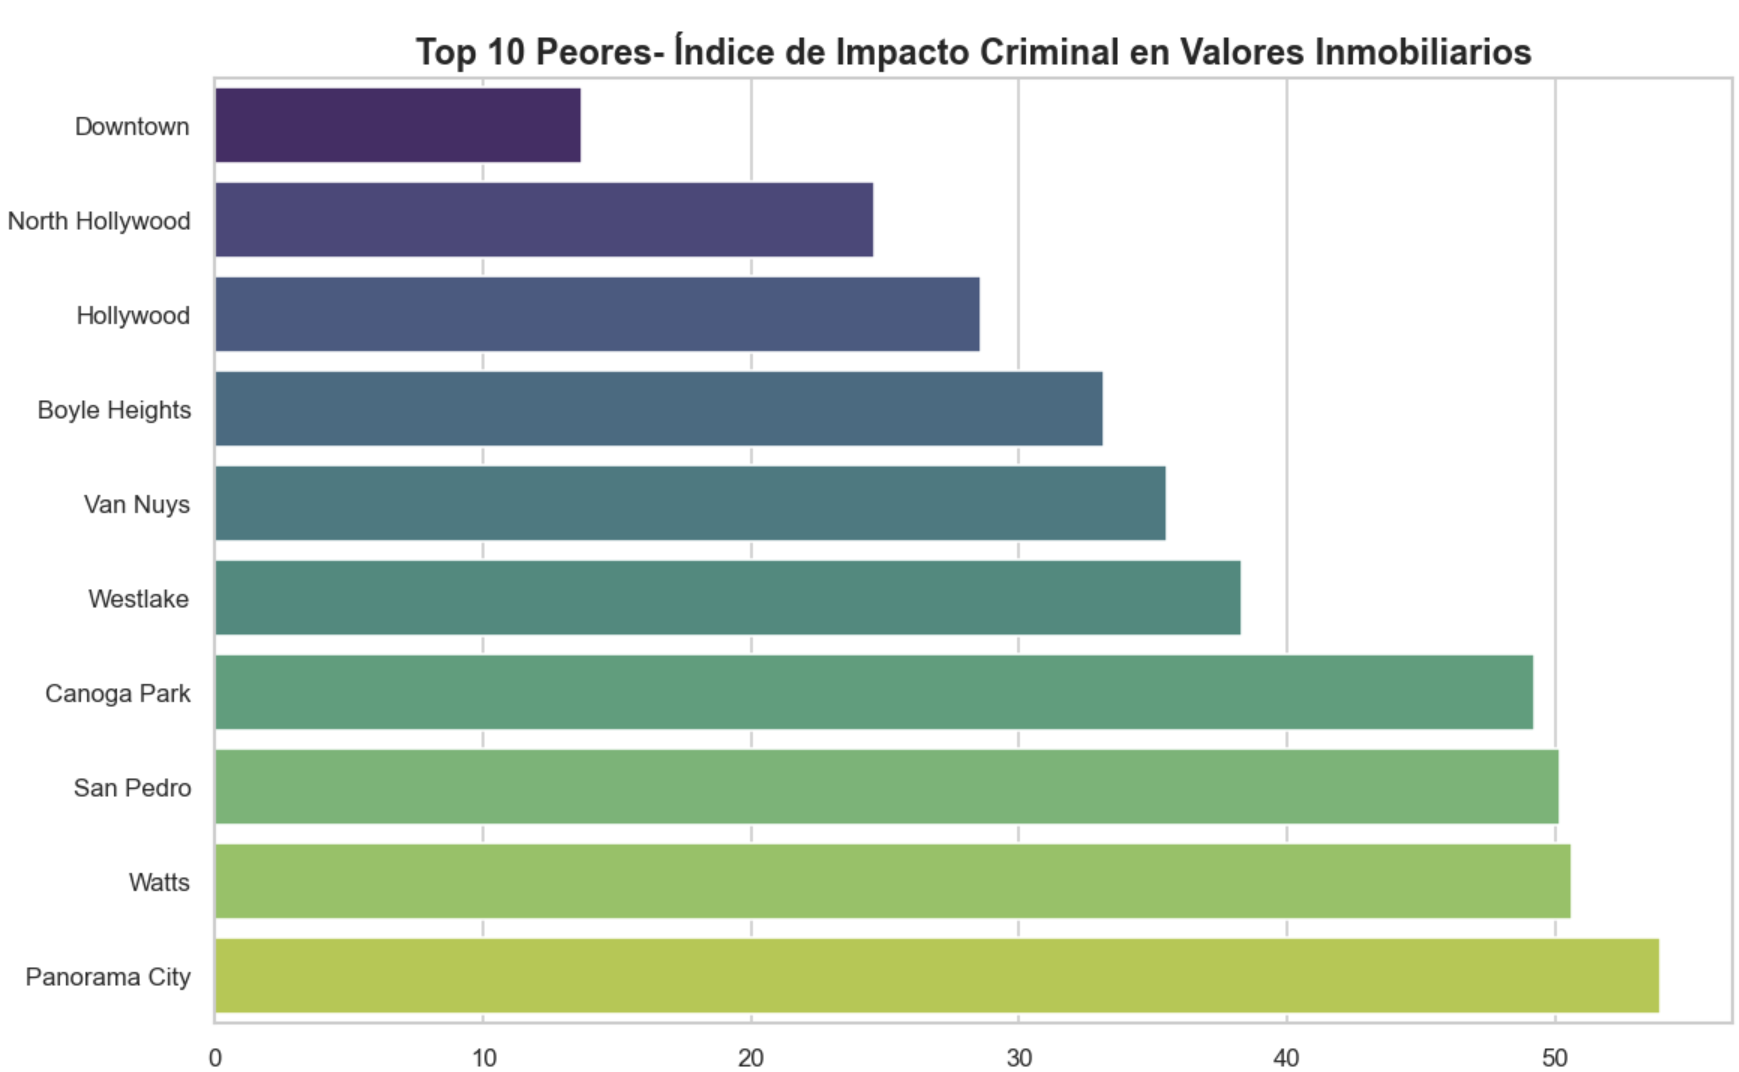 Top 10 Peores- Índice de Impacto Criminal en Valores Inmobiliarios
Downtown
North Hollywood
Hollywood
Boyle Heights
Van Nuys
Westlake
Canoga Park
San Pedro
Watts
Panorama City
0 10 20 30 40 50